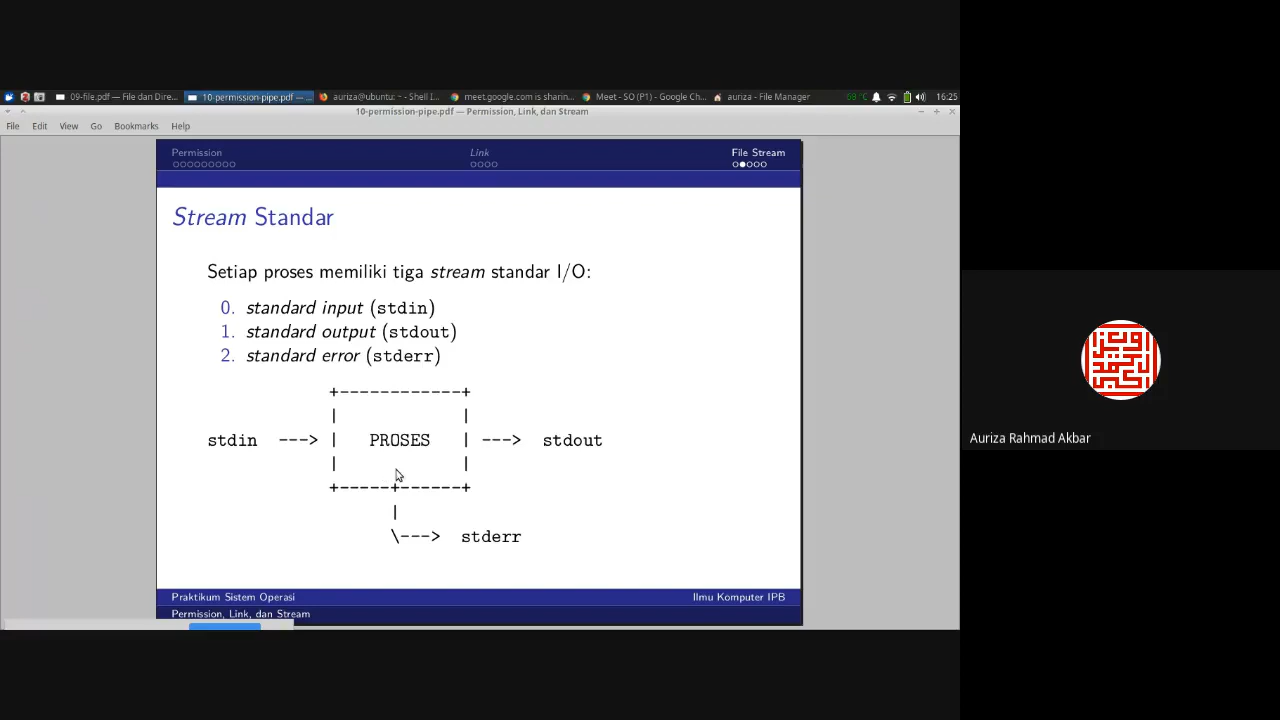 09-file.pdf — File dan Dire...
10-permission-pipe.pdf — ...
auriza@ubuntu: ~ - Shell I...
meet.google.com is sharin...
Meet - SO (P1) - Google Ch...
auriza - File Manager
68°C
16:25
10-permission-pipe.pdf — Permission, Link, dan Stream
File Edit View Go Bookmarks Help
Permission Link File Stream
Stream Standar
Setiap proses memiliki tiga stream standar I/O:
0. standard input (stdin)
1. standard output (stdout)
2. standard error (stderr)
+------------+
| |
stdin ---> | PROSES | ---> stdout
| |
+-----+------+
|
\---> stderr
Praktikum Sistem Operasi Ilmu Komputer IPB
Permission, Link, dan Stream
Auriza Rahmad Akbar